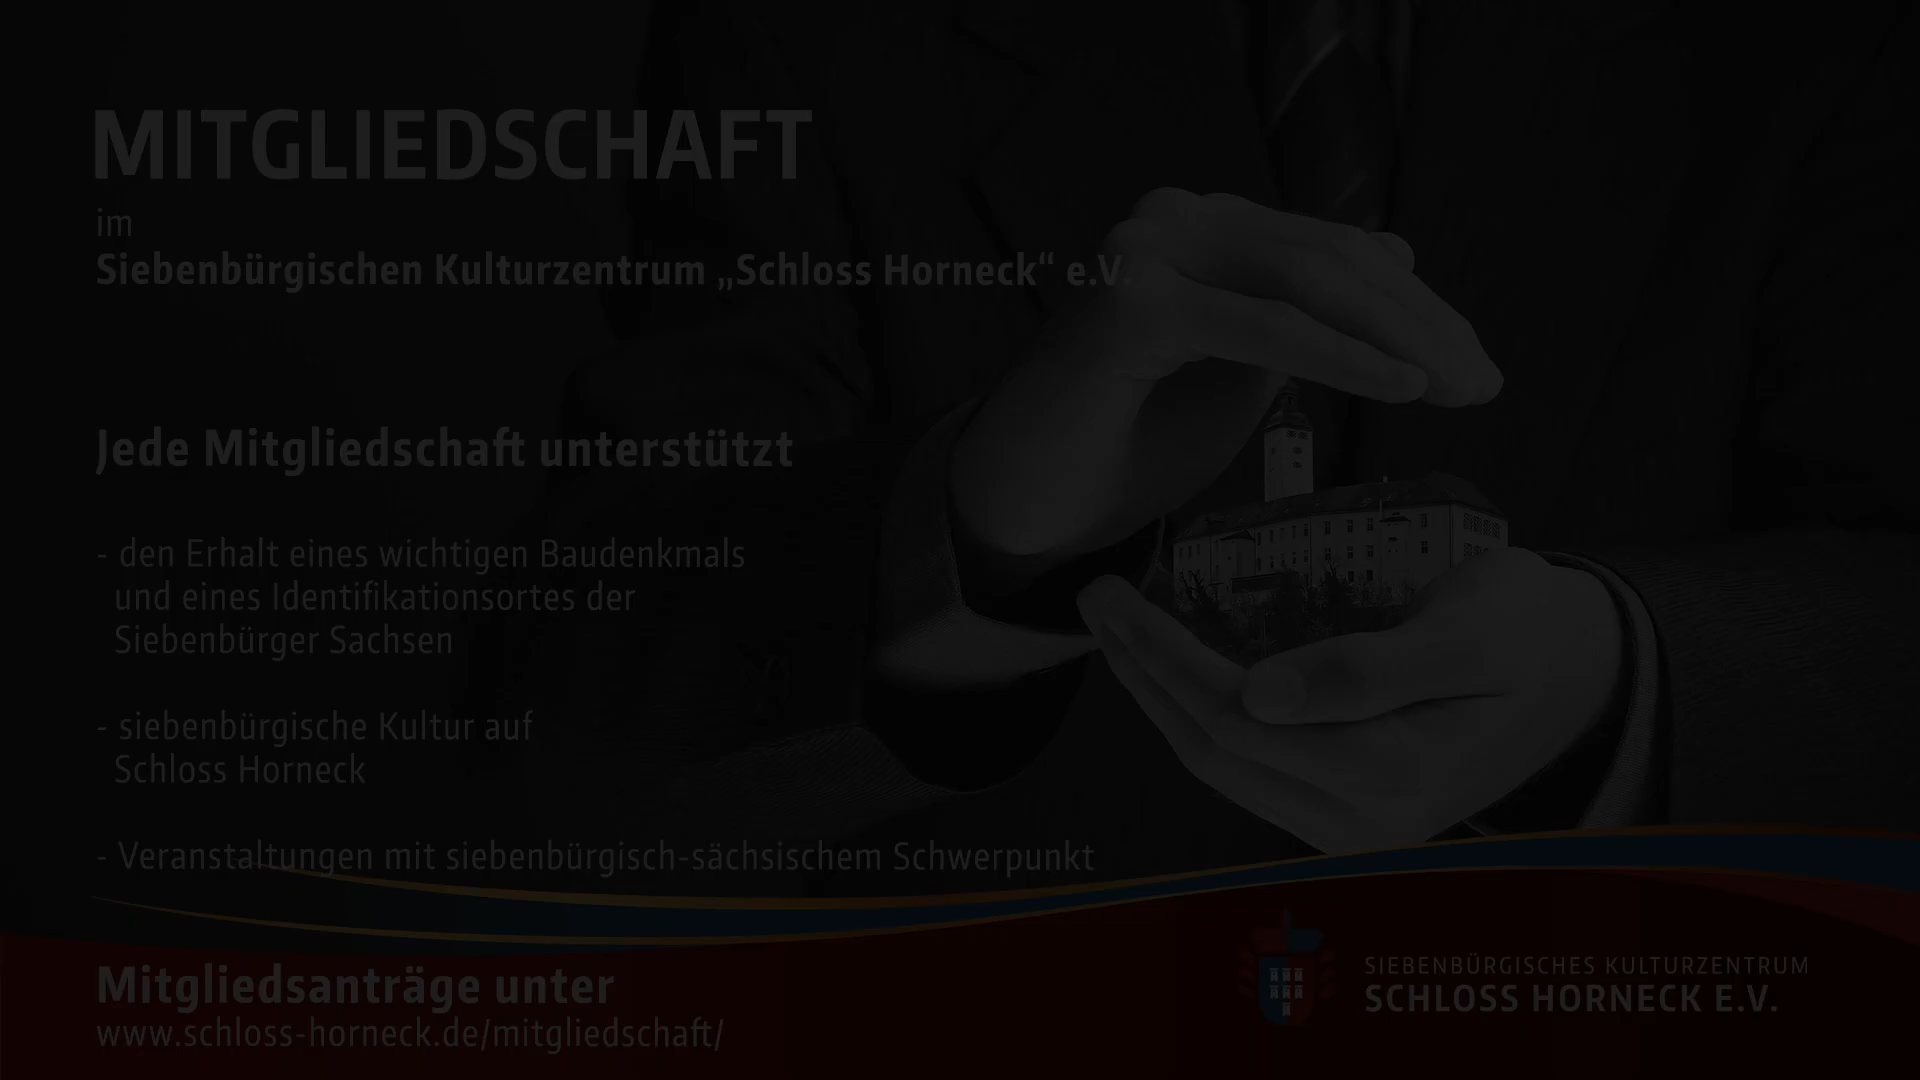 MITGLIEDSCHAFT
im
Siebenbürgischen Kulturzentrum „Schloss Horneck“ e.V.
Jede Mitgliedschaft unterstützt
- den Erhalt eines wichtigen Baudenkmals
und eines Identifikationsortes der
Siebenbürger Sachsen
- siebenbürgische Kultur auf
Schloss Horneck
- Veranstaltungen mit siebenbürgisch-sächsischem Schwerpunkt
Mitgliedsanträge unter
www.schloss-horneck.de/mitgliedschaft/
SIEBENBÜRGISCHES KULTURZENTRUM
SCHLOSS HORNECK E.V.